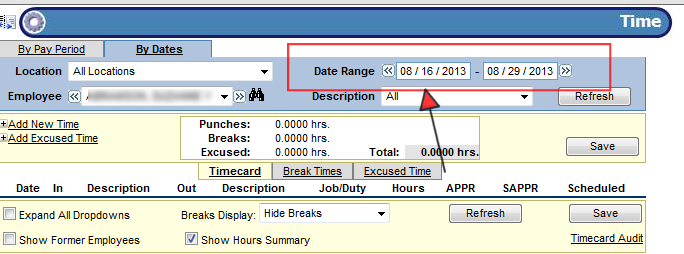 Time
By Pay Period By Dates
Location All Locations Date Range << 08 / 16 / 2013 - 08 / 29 / 2013 >>
Employee << >> Description All Refresh
Add New Time Punches: 0.0000 hrs.
Add Excused Time Breaks: 0.0000 hrs.
Excused: 0.0000 hrs. Total: 0.0000 hrs. Save
Timecard Break Times Excused Time
Date In Description Out Description Job/Duty Hours APPR SAPPR Scheduled
Expand All Dropdowns Breaks Display: Hide Breaks Refresh Save
Show Former Employees Show Hours Summary Timecard Audit